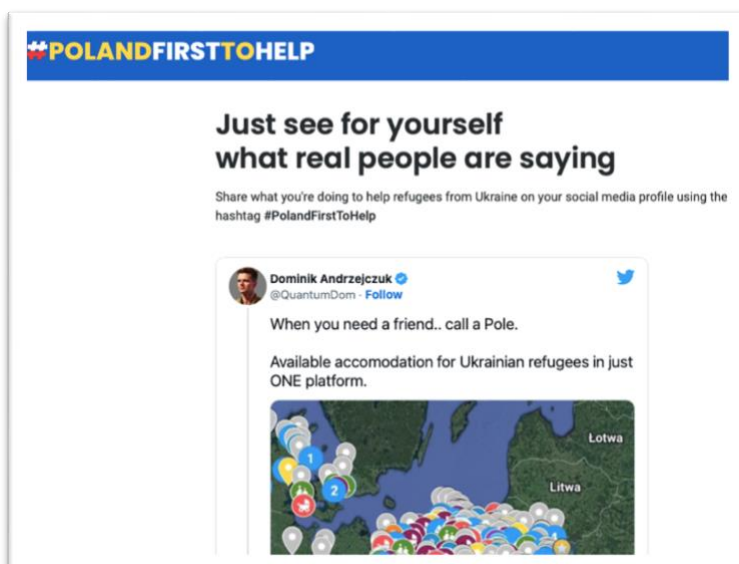 #POLANDFIRSTTOHELP
Just see for yourself
what real people are saying
Share what you're doing to help refugees from Ukraine on your social media profile using the
hashtag #PolandFirstToHelp
Dominik Andrzejczuk
@QuantumDom · Follow
When you need a friend.. call a Pole.
Available accomodation for Ukrainian refugees in just
ONE platform.
Łotwa
Litwa
1
2